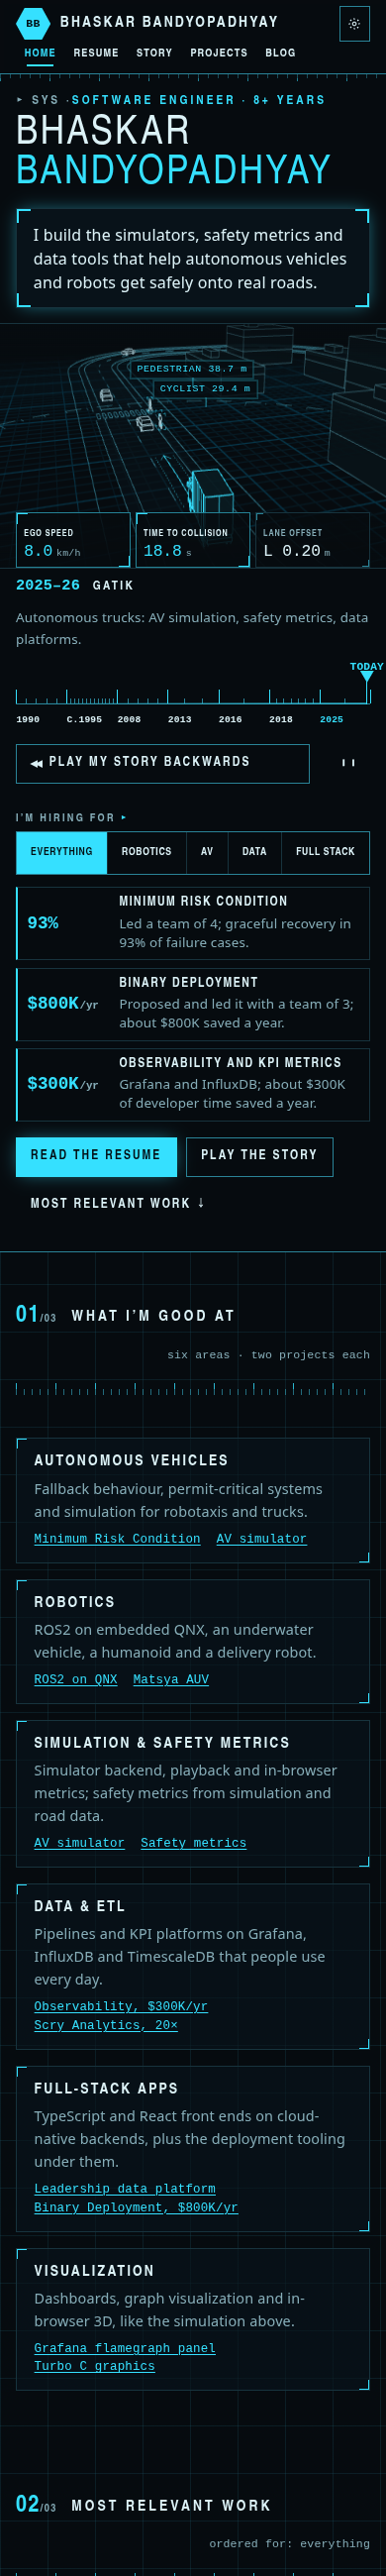 BB BHASKAR BANDYOPADHYAY
HOME RESUME STORY PROJECTS BLOG
▸ SYS · SOFTWARE ENGINEER · 8+ YEARS
BHASKAR
BANDYOPADHYAY
I build the simulators, safety metrics and
data tools that help autonomous vehicles
and robots get safely onto real roads.
PEDESTRIAN 38.7 m
CYCLIST 29.4 m
EGO SPEED TIME TO COLLISION LANE OFFSET
8.0 km/h 18.8 s L 0.20 m
2025–26 GATIK
Autonomous trucks: AV simulation, safety metrics, data
platforms.
TODAY
1990 C.1995 2008 2013 2016 2018 2025
◀◀ PLAY MY STORY BACKWARDS
I'M HIRING FOR ▸
EVERYTHING ROBOTICS AV DATA FULL STACK
MINIMUM RISK CONDITION
93% Led a team of 4; graceful recovery in
93% of failure cases.
BINARY DEPLOYMENT
$800K/yr Proposed and led it with a team of 3;
about $800K saved a year.
OBSERVABILITY AND KPI METRICS
$300K/yr Grafana and InfluxDB; about $300K
of developer time saved a year.
READ THE RESUME PLAY THE STORY
MOST RELEVANT WORK ↓
01/03 WHAT I'M GOOD AT
six areas · two projects each
AUTONOMOUS VEHICLES
Fallback behaviour, permit-critical systems
and simulation for robotaxis and trucks.
Minimum Risk Condition AV simulator
ROBOTICS
ROS2 on embedded QNX, an underwater
vehicle, a humanoid and a delivery robot.
ROS2 on QNX Matsya AUV
SIMULATION & SAFETY METRICS
Simulator backend, playback and in-browser
metrics; safety metrics from simulation and
road data.
AV simulator Safety metrics
DATA & ETL
Pipelines and KPI platforms on Grafana,
InfluxDB and TimescaleDB that people use
every day.
Observability, $300K/yr
Scry Analytics, 20×
FULL-STACK APPS
TypeScript and React front ends on cloud-
native backends, plus the deployment tooling
under them.
Leadership data platform
Binary Deployment, $800K/yr
VISUALIZATION
Dashboards, graph visualization and in-
browser 3D, like the simulation above.
Grafana flamegraph panel
Turbo C graphics
02/03 MOST RELEVANT WORK
ordered for: everything